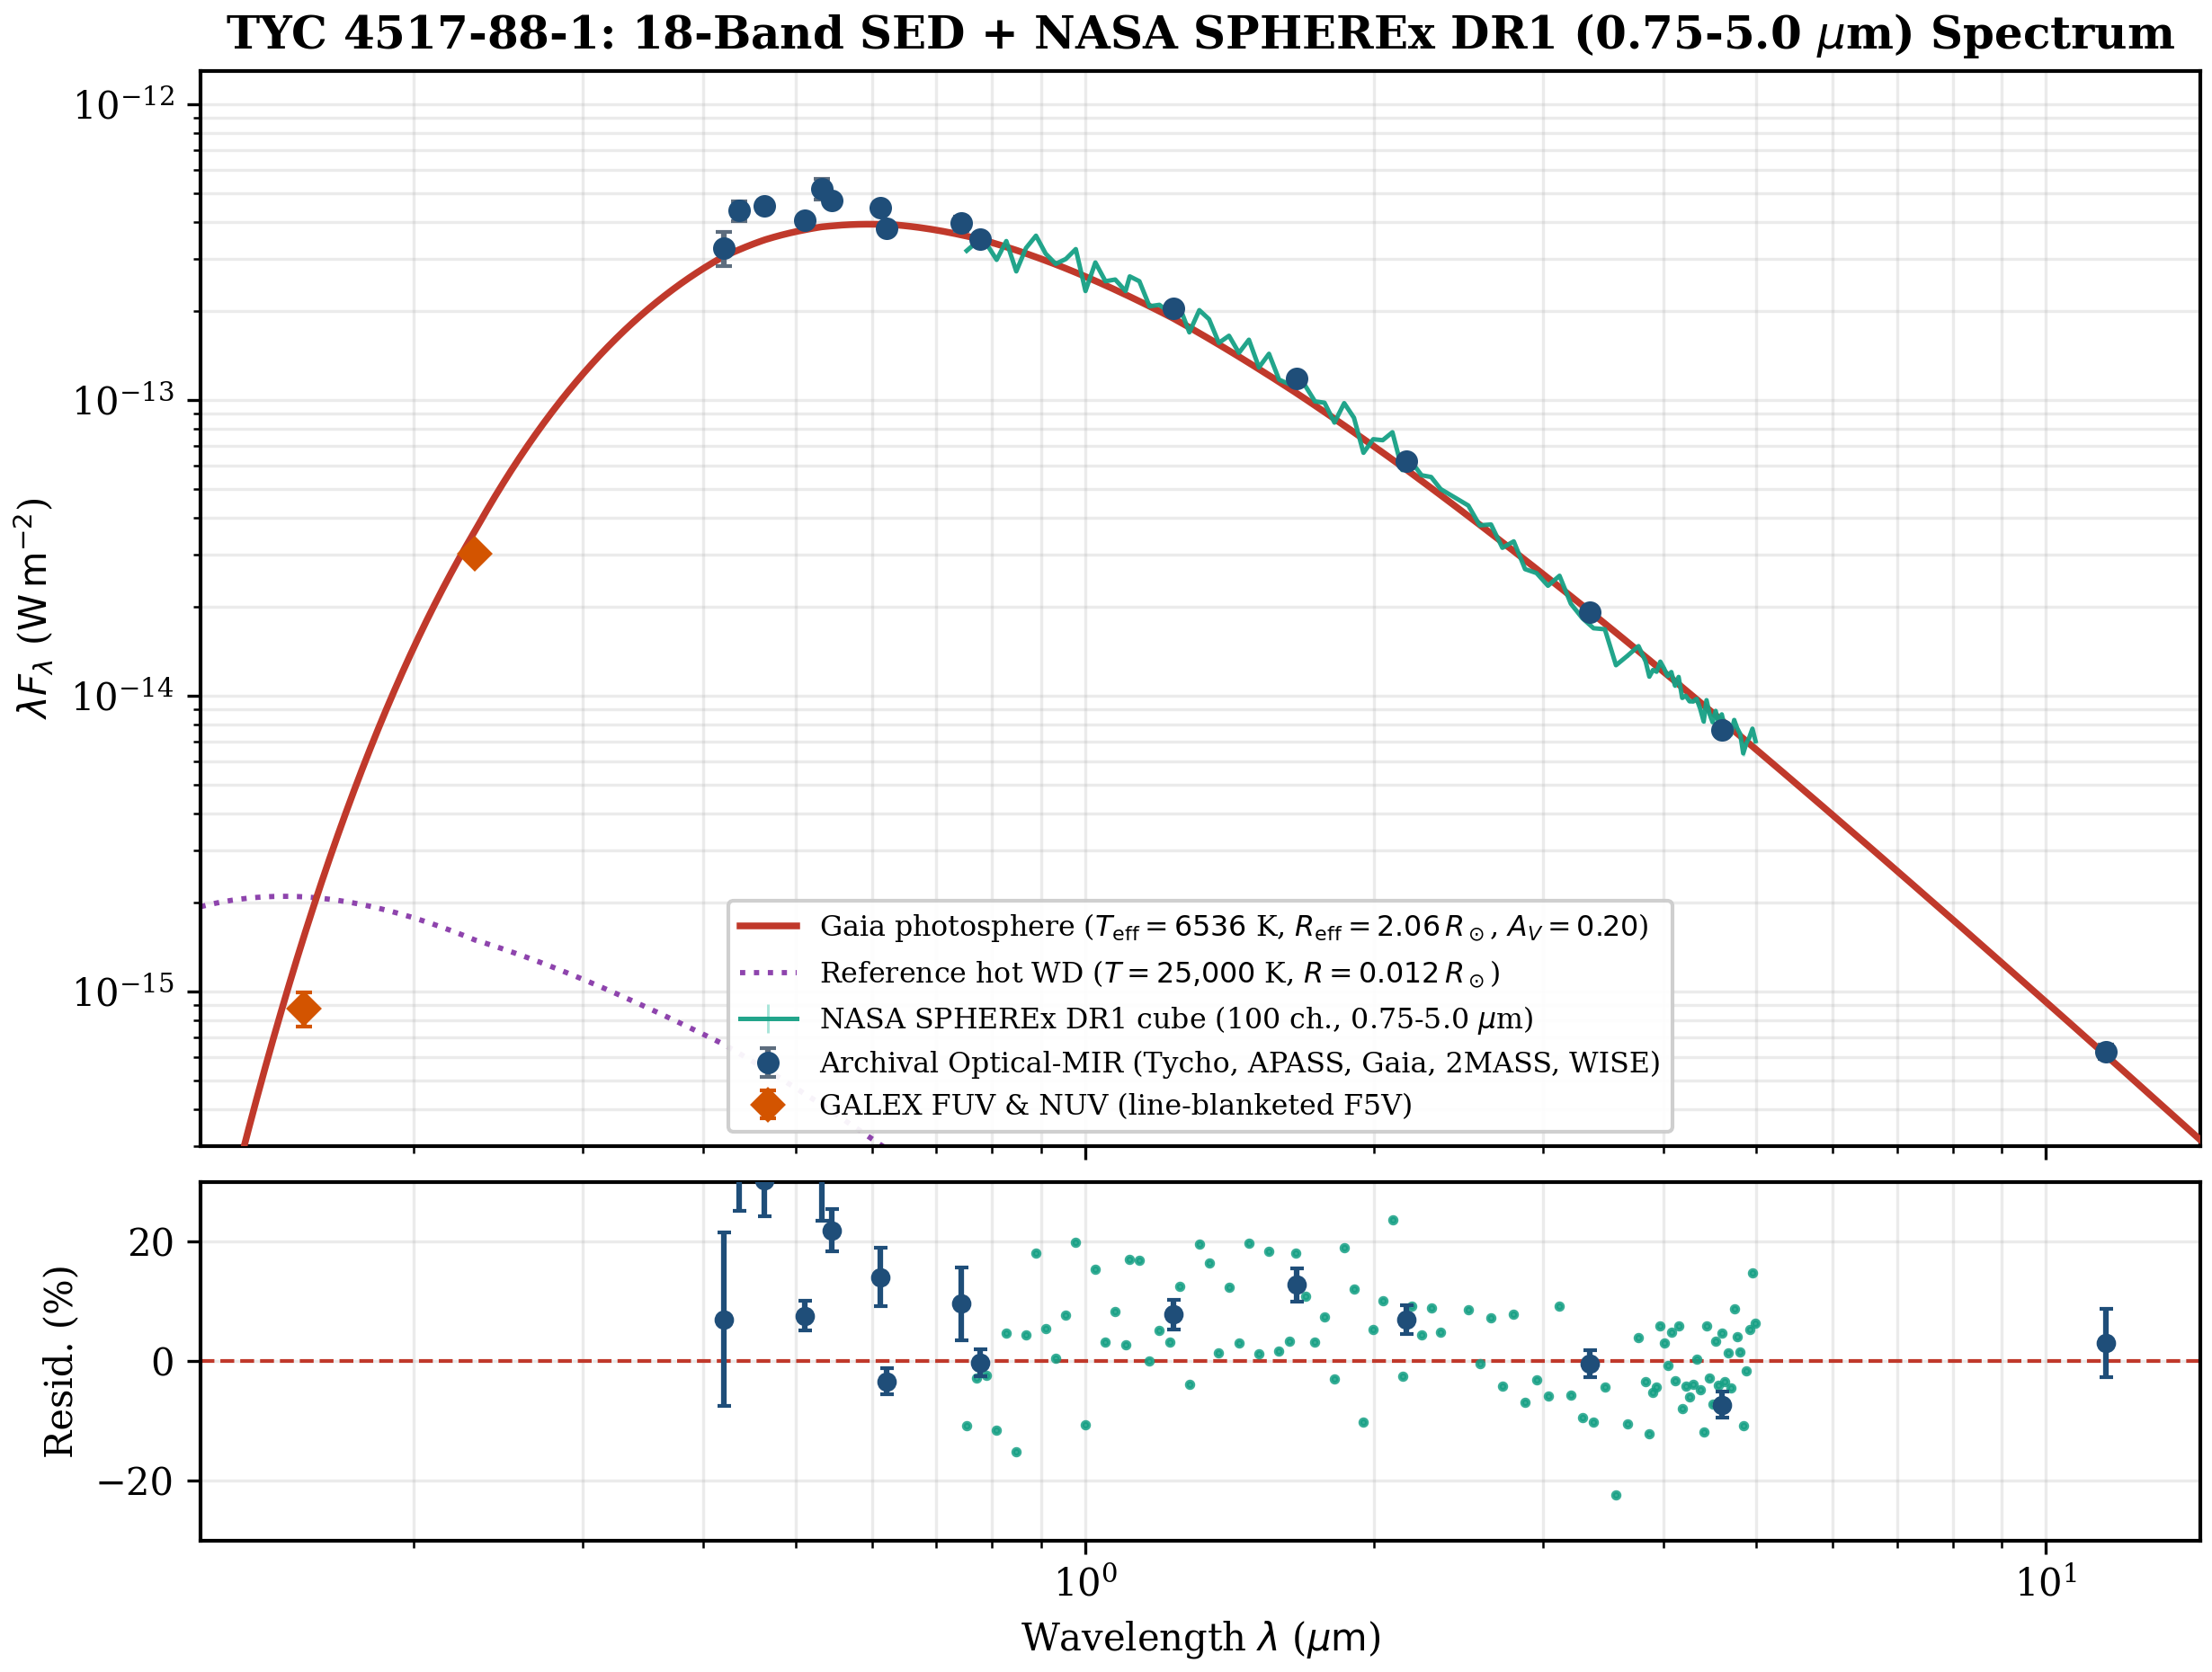 TYC 4517-88-1: 18-Band SED + NASA SPHEREx DR1 (0.75-5.0 μm) Spectrum
10⁻¹²
10⁻¹³
10⁻¹⁴
10⁻¹⁵
λF_λ (W m⁻²)
Gaia photosphere (T_eff = 6536 K, R_eff = 2.06 R_⊙, A_V = 0.20)
Reference hot WD (T = 25,000 K, R = 0.012 R_⊙)
NASA SPHEREx DR1 cube (100 ch., 0.75-5.0 μm)
Archival Optical-MIR (Tycho, APASS, Gaia, 2MASS, WISE)
GALEX FUV & NUV (line-blanketed F5V)
20
0
−20
Resid. (%)
10⁰
10¹
Wavelength λ (μm)